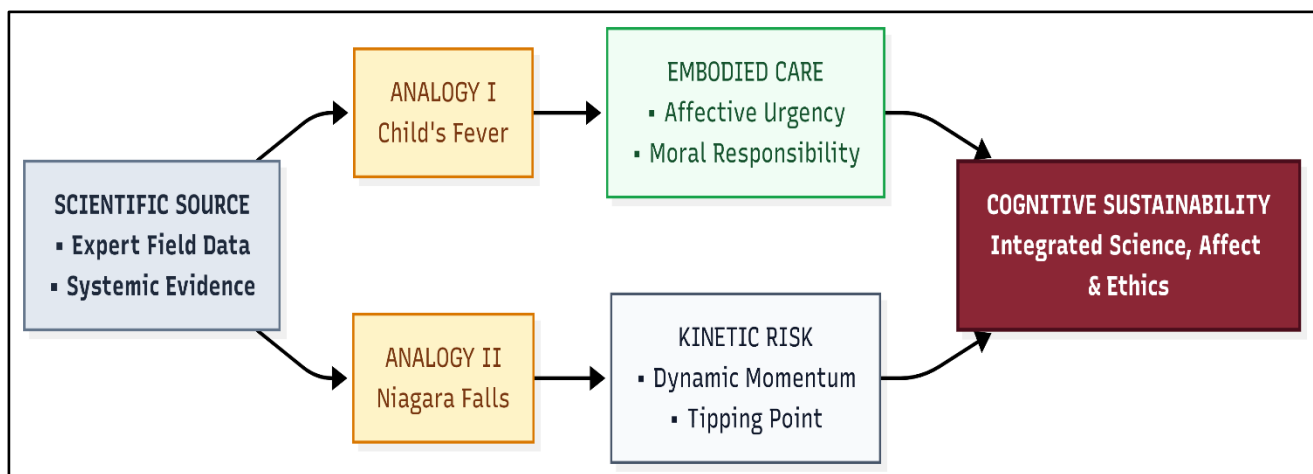 SCIENTIFIC SOURCE
▪ Expert Field Data
▪ Systemic Evidence
ANALOGY I
Child's Fever
EMBODIED CARE
▪ Affective Urgency
▪ Moral Responsibility
ANALOGY II
Niagara Falls
KINETIC RISK
▪ Dynamic Momentum
▪ Tipping Point
COGNITIVE SUSTAINABILITY
Integrated Science, Affect
& Ethics